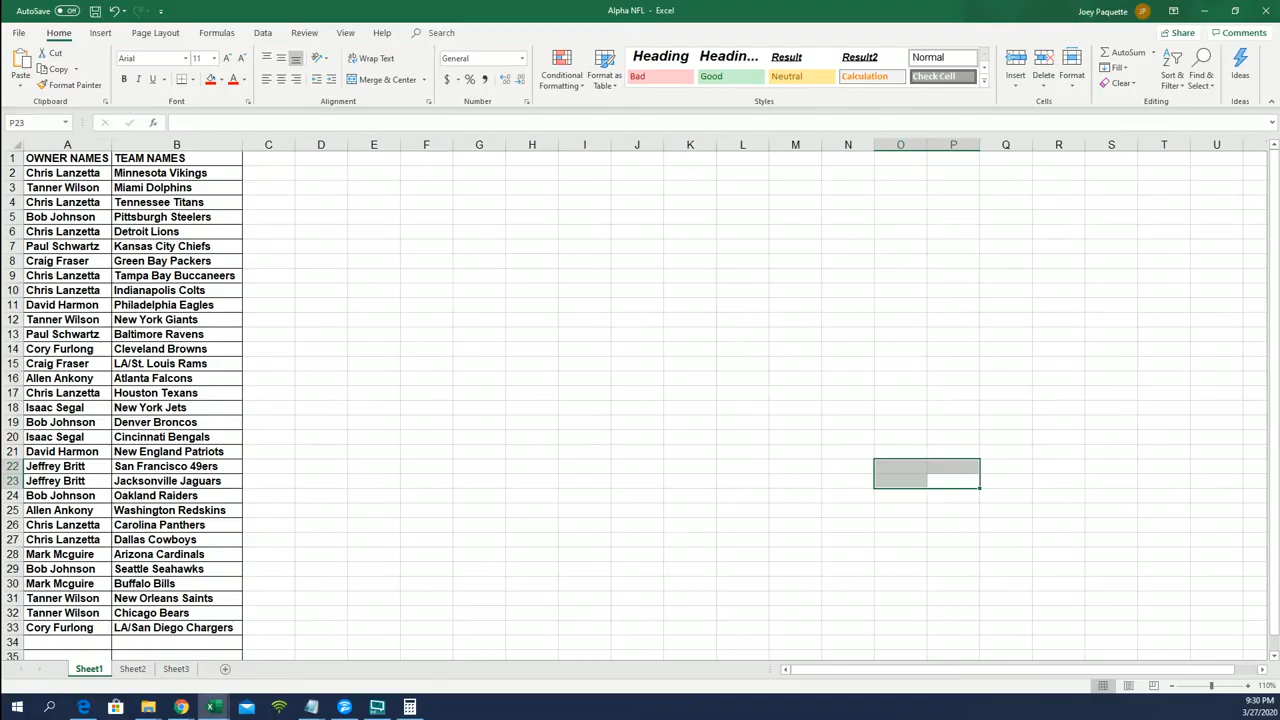 AutoSave Off
Alpha NFL - Excel
Joey Paquette JP
File Home Insert Page Layout Formulas Data Review View Help Search
Share Comments
Paste
Cut
Copy
Format Painter
Clipboard
Arial 11
B I U
Font
Wrap Text
Merge & Center
Alignment
General
$ % ,
Number
Conditional Formatting
Format as Table
Heading Headin... Result Result2 Normal
Bad Good Neutral Calculation Check Cell
Styles
Insert Delete Format
Cells
AutoSum
Fill
Clear
Sort & Filter
Find & Select
Editing
Ideas
Ideas
P23 fx
A B C D E F G H I J K L M N O P Q R S T U
1 OWNER NAMES TEAM NAMES
2 Chris Lanzetta Minnesota Vikings
3 Tanner Wilson Miami Dolphins
4 Chris Lanzetta Tennessee Titans
5 Bob Johnson Pittsburgh Steelers
6 Chris Lanzetta Detroit Lions
7 Paul Schwartz Kansas City Chiefs
8 Craig Fraser Green Bay Packers
9 Chris Lanzetta Tampa Bay Buccaneers
10 Chris Lanzetta Indianapolis Colts
11 David Harmon Philadelphia Eagles
12 Tanner Wilson New York Giants
13 Paul Schwartz Baltimore Ravens
14 Cory Furlong Cleveland Browns
15 Craig Fraser LA/St. Louis Rams
16 Allen Ankony Atlanta Falcons
17 Chris Lanzetta Houston Texans
18 Isaac Segal New York Jets
19 Bob Johnson Denver Broncos
20 Isaac Segal Cincinnati Bengals
21 David Harmon New England Patriots
22 Jeffrey Britt San Francisco 49ers
23 Jeffrey Britt Jacksonville Jaguars
24 Bob Johnson Oakland Raiders
25 Allen Ankony Washington Redskins
26 Chris Lanzetta Carolina Panthers
27 Chris Lanzetta Dallas Cowboys
28 Mark Mcguire Arizona Cardinals
29 Bob Johnson Seattle Seahawks
30 Mark Mcguire Buffalo Bills
31 Tanner Wilson New Orleans Saints
32 Tanner Wilson Chicago Bears
33 Cory Furlong LA/San Diego Chargers
34
35
Sheet1 Sheet2 Sheet3
110%
9:30 PM
3/27/2020